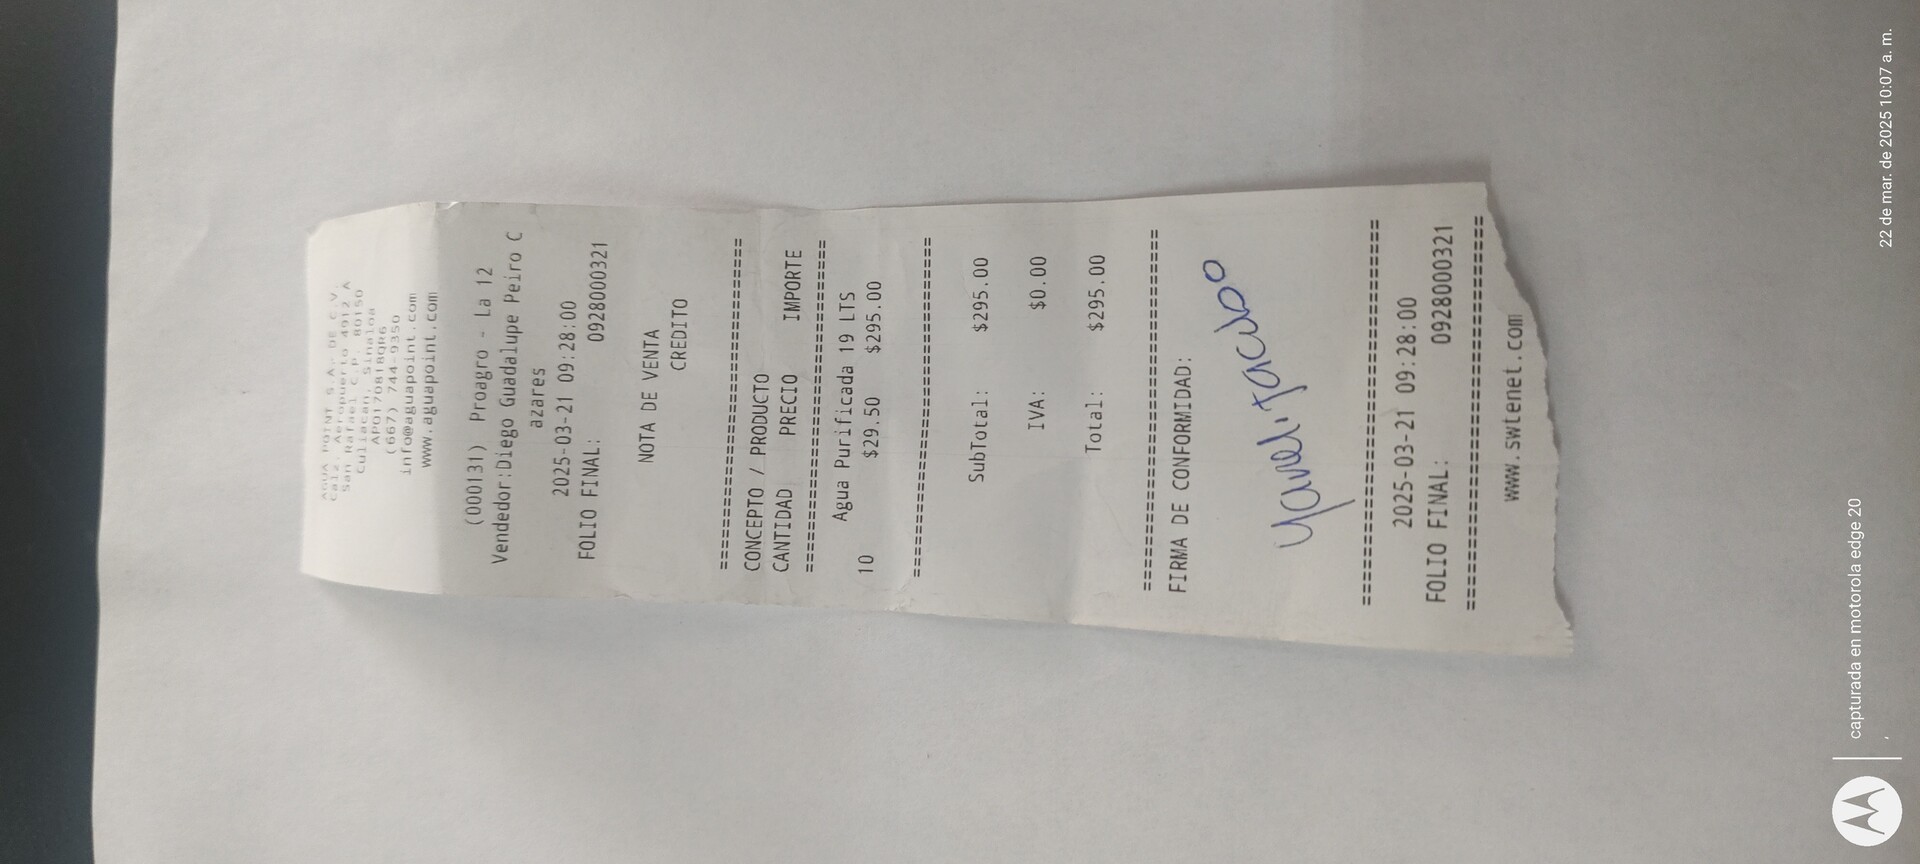 AGUA POINT S.A. DE C.V.
Calz. Aeropuerto 4912 A
San Rafael C.P. 80150
Culiacan, Sinaloa
(667) 744-9350
info@aguapoint.com
www.aguapoint.com
(000131) Proagro - La 12
Vendedor:Diego Guadalupe Peiro C
azares
2025-03-21 09:28:00
FOLIO FINAL: 0928000321
NOTA DE VENTA
CREDITO
================================
CONCEPTO / PRODUCTO
CANTIDAD PRECIO IMPORTE
================================
Agua Purificada 19 LTS
10 $29.50 $295.00
================================
SubTotal: $295.00
IVA: $0.00
Total: $295.00
================================
FIRMA DE CONFORMIDAD:
================================
2025-03-21 09:28:00
FOLIO FINAL: 0928000321
================================
www.swtenet.com
capturada en motorola edge 20
22 de mar. de 2025 10:07 a. m.